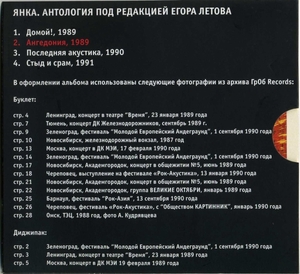 ЯНКА. АНТОЛОГИЯ ПОД РЕДАКЦИЕЙ ЕГОРА ЛЕТОВА
1. Домой!, 1989
2. Ангедония, 1989
3. Последняя акустика, 1990
4. Стыд и срам, 1991
В оформлении альбома использованы следующие фотографии из архива ГрОб Records:
Буклет:
стр. 4 Ленинград, концерт в театре "Время", 23 января 1989 года
стр. 7 Тюмень, концерт ДК Железнодорожников, сентябрь 1989 г.
стр. 9 Зеленоград, фестиваль "Молодой Европейский Андеграунд", 1 сентября 1990 года
стр. 10 Новосибирск, железнодорожный вокзал, 1987 год
стр. 13 Москва, концерт в ДК МЭИ, 17 февраля 1990 года
стр. 14 Зеленоград, фестиваль "Молодой Европейский Андеграунд", 1 сентября 1990 года
стр. 17 Новосибирск, Академгородок, концерт в общежитии №5, июнь 1989 года
стр. 18 Череповец, выступление на фестивале «Рок-Акустика», 13 января 1990 года
стр. 21 Новосибирск, Академгородок, концерт в общежитии №5, июнь 1989 года
стр. 22 Новосибирск, Академгородок, группа ВЕЛИКИЕ ОКТЯБРИ, январь 1989 года
стр. 25 Барнаул, фестиваль "Рок-Азия", 13 сентября 1990 года
стр. 26 Череповец, фестиваль «Рок-Акустика», с "Обществом КАРТИННИК", январь 1990 года
стр. 28 Омск, ТЭЦ, 1988 год, фото А. Кудрявцева
Диджипак:
стр. 2 Зеленоград, фестиваль "Молодой Европейский Андеграунд", 1 сентября 1990 года
стр. 3 Ленинград, концерт в театре "Время", 23 января 1989 года
стр. 5 Москва, концерт в ДК МЭИ 19 февраля 1989 года